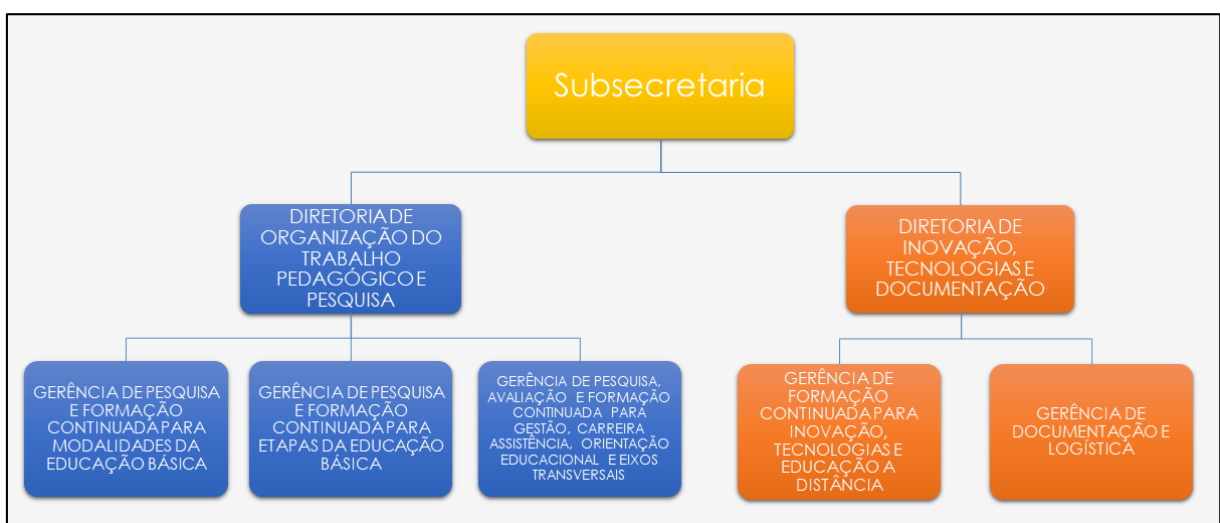 Subsecretaria
DIRETORIA DE
ORGANIZAÇÃO DO
TRABALHO
PEDAGÓGICO E
PESQUISA
DIRETORIA DE
INOVAÇÃO,
TECNOLOGIAS E
DOCUMENTAÇÃO
GERÊNCIA DE PESQUISA
E FORMAÇÃO
CONTINUADA PARA
MODALIDADES DA
EDUCAÇÃO BÁSICA
GERÊNCIA DE PESQUISA
E FORMAÇÃO
CONTINUADA PARA
ETAPAS DA EDUCAÇÃO
BÁSICA
GERÊNCIA DE PESQUISA,
AVALIAÇÃO E FORMAÇÃO
CONTINUADA PARA
GESTÃO, CARREIRA
ASSISTÊNCIA, ORIENTAÇÃO
EDUCACIONAL E EIXOS
TRANSVERSAIS
GERÊNCIA DE
FORMAÇÃO
CONTINUADA PARA
INOVAÇÃO,
TECNOLOGIAS E
EDUCAÇÃO A
DISTÂNCIA
GERÊNCIA DE
DOCUMENTAÇÃO E
LOGÍSTICA